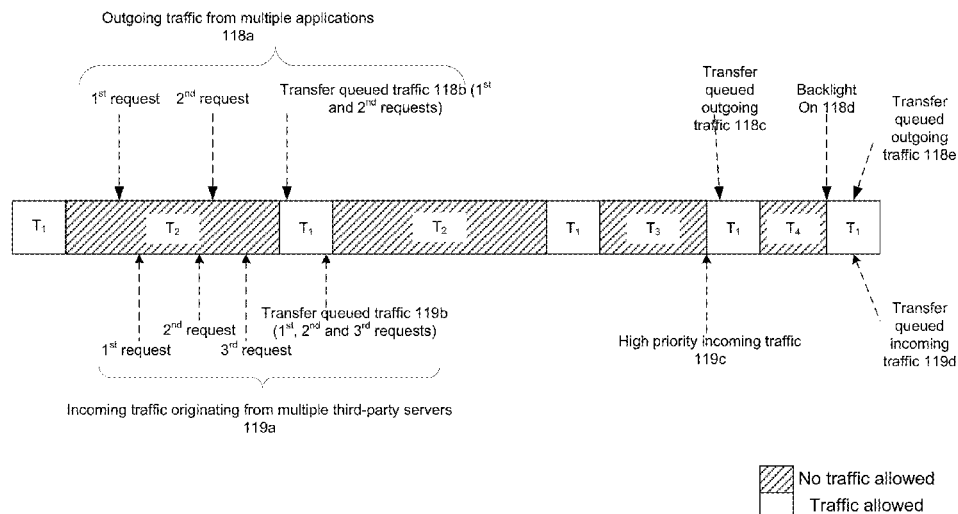 Outgoing traffic from multiple applications
118a
1st request
2nd request
Transfer queued traffic 118b (1st
and 2nd requests)
Transfer
queued
outgoing
traffic 118c
Backlight
On 118d
Transfer
queued
outgoing
traffic 118e
T1
T2
T1
T2
T1
T3
T1
T4
T1
1st request
2nd request
3rd request
Transfer queued traffic 119b
(1st, 2nd and 3rd requests)
High priority incoming traffic
119c
Transfer
queued
incoming
traffic 119d
Incoming traffic originating from multiple third-party servers
119a
No traffic allowed
Traffic allowed